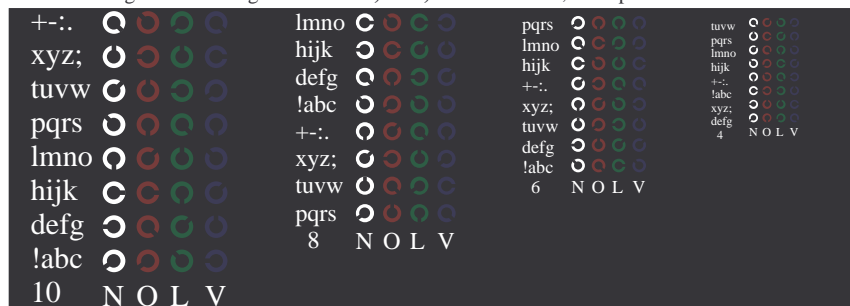 +-:.
xyz;
tuvw
pqrs
lmno
hijk
defg
!abc
10 N O L V
lmno
hijk
defg
!abc
+-:.
xyz;
tuvw
pqrs
8 N O L V
pqrs
lmno
hijk
+-:.
xyz;
tuvw
defg
!abc
6 N O L V
tuvw
pqrs
lmno
hijk
+-:.
!abc
xyz;
defg
4 N O L V